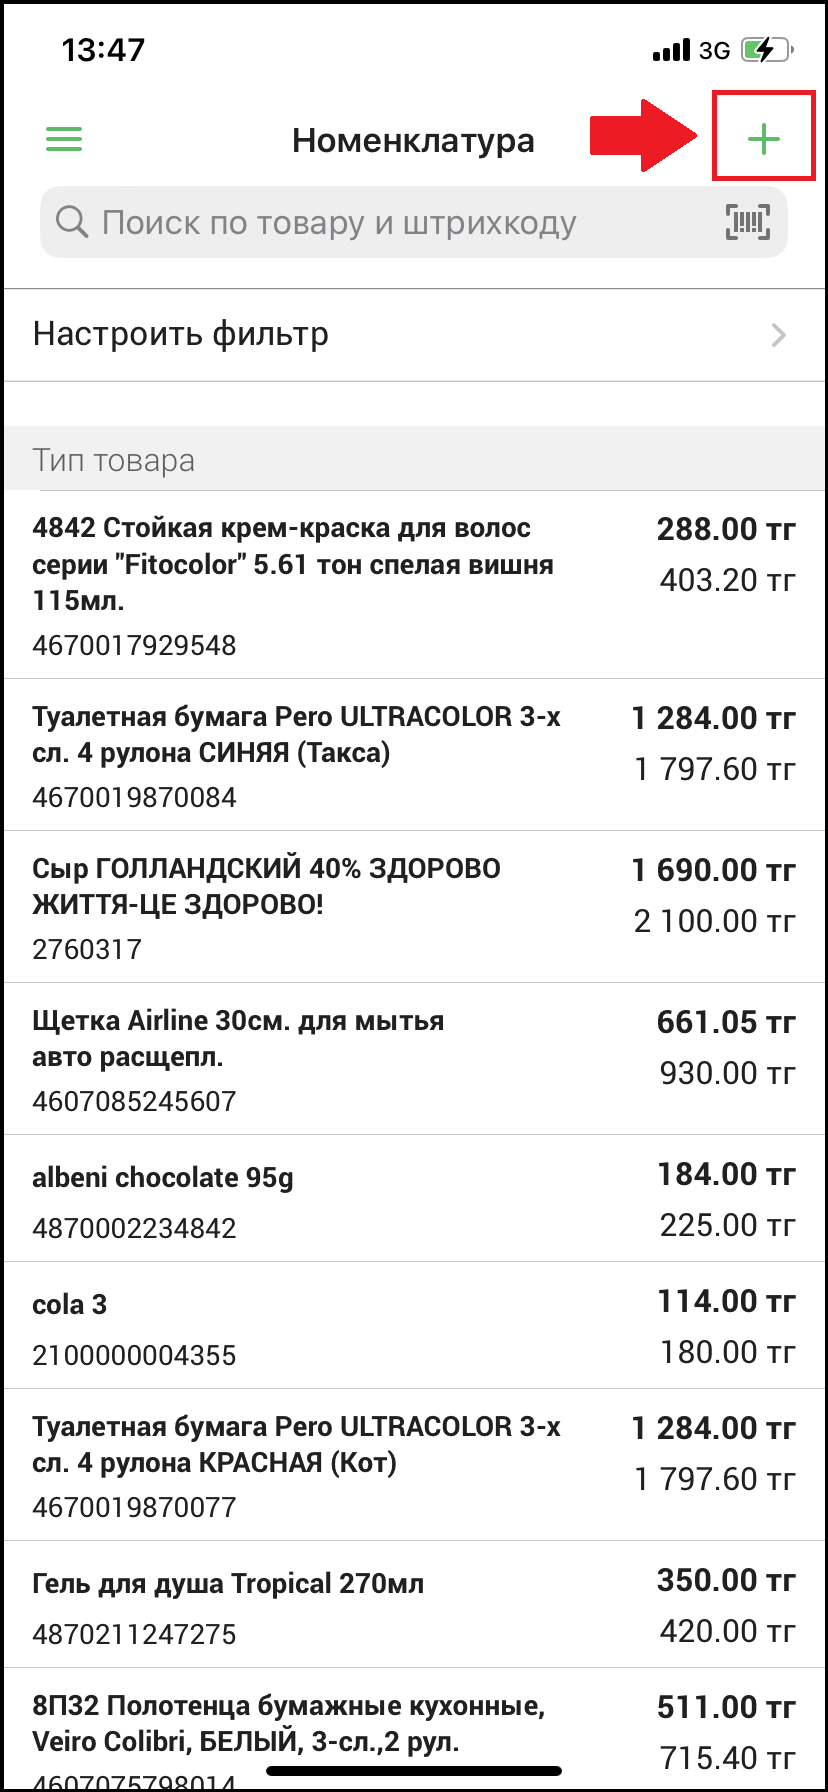 13:47
3G
Номенклатура
Поиск по товару и штрихкоду
Настроить фильтр
Тип товара
4842 Стойкая крем-краска для волос
серии "Fitocolor" 5.61 тон спелая вишня
115мл.
288.00 тг
403.20 тг
4670017929548
Туалетная бумага Pero ULTRACOLOR 3-х
сл. 4 рулона СИНЯЯ (Такса)
1 284.00 тг
1 797.60 тг
4670019870084
Сыр ГОЛЛАНДСКИЙ 40% ЗДОРОВО
ЖИТТЯ-ЦЕ ЗДОРОВО!
1 690.00 тг
2 100.00 тг
2760317
Щетка Airline 30см. для мытья
авто расщепл.
661.05 тг
930.00 тг
4607085245607
albeni chocolate 95g
184.00 тг
225.00 тг
4870002234842
cola 3
114.00 тг
180.00 тг
2100000004355
Туалетная бумага Pero ULTRACOLOR 3-х
сл. 4 рулона КРАСНАЯ (Кот)
1 284.00 тг
1 797.60 тг
4670019870077
Гель для душа Tropical 270мл
350.00 тг
420.00 тг
4870211247275
8П32 Полотенца бумажные кухонные,
Veiro Colibri, БЕЛЫЙ, 3-сл.,2 рул.
511.00 тг
715.40 тг
4607075798014